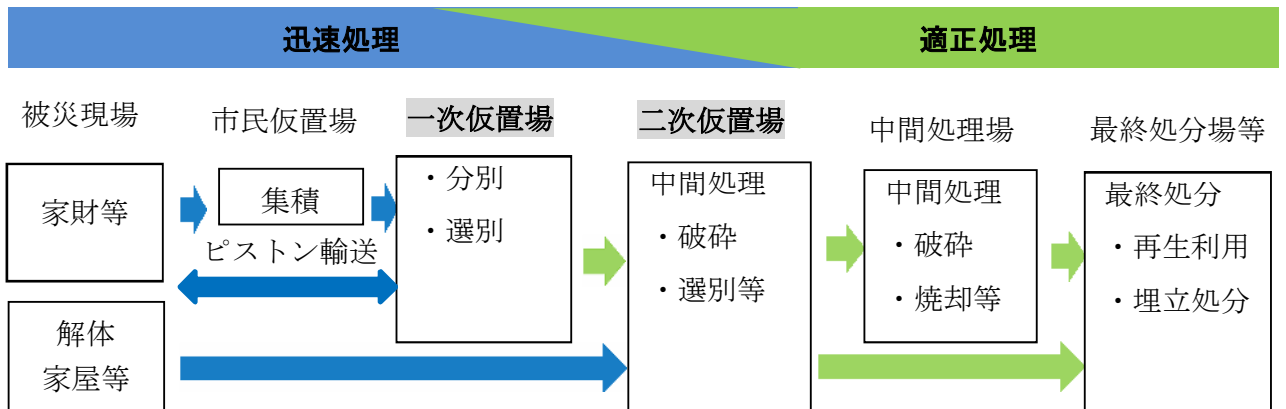 迅速処理
適正処理
被災現場
市民仮置場
一次仮置場
二次仮置場
中間処理場
最終処分場等
家財等
集積
ピストン輸送
・分別
・選別
中間処理
・破砕
・選別等
中間処理
・破砕
・焼却等
最終処分
・再生利用
・埋立処分
解体
家屋等